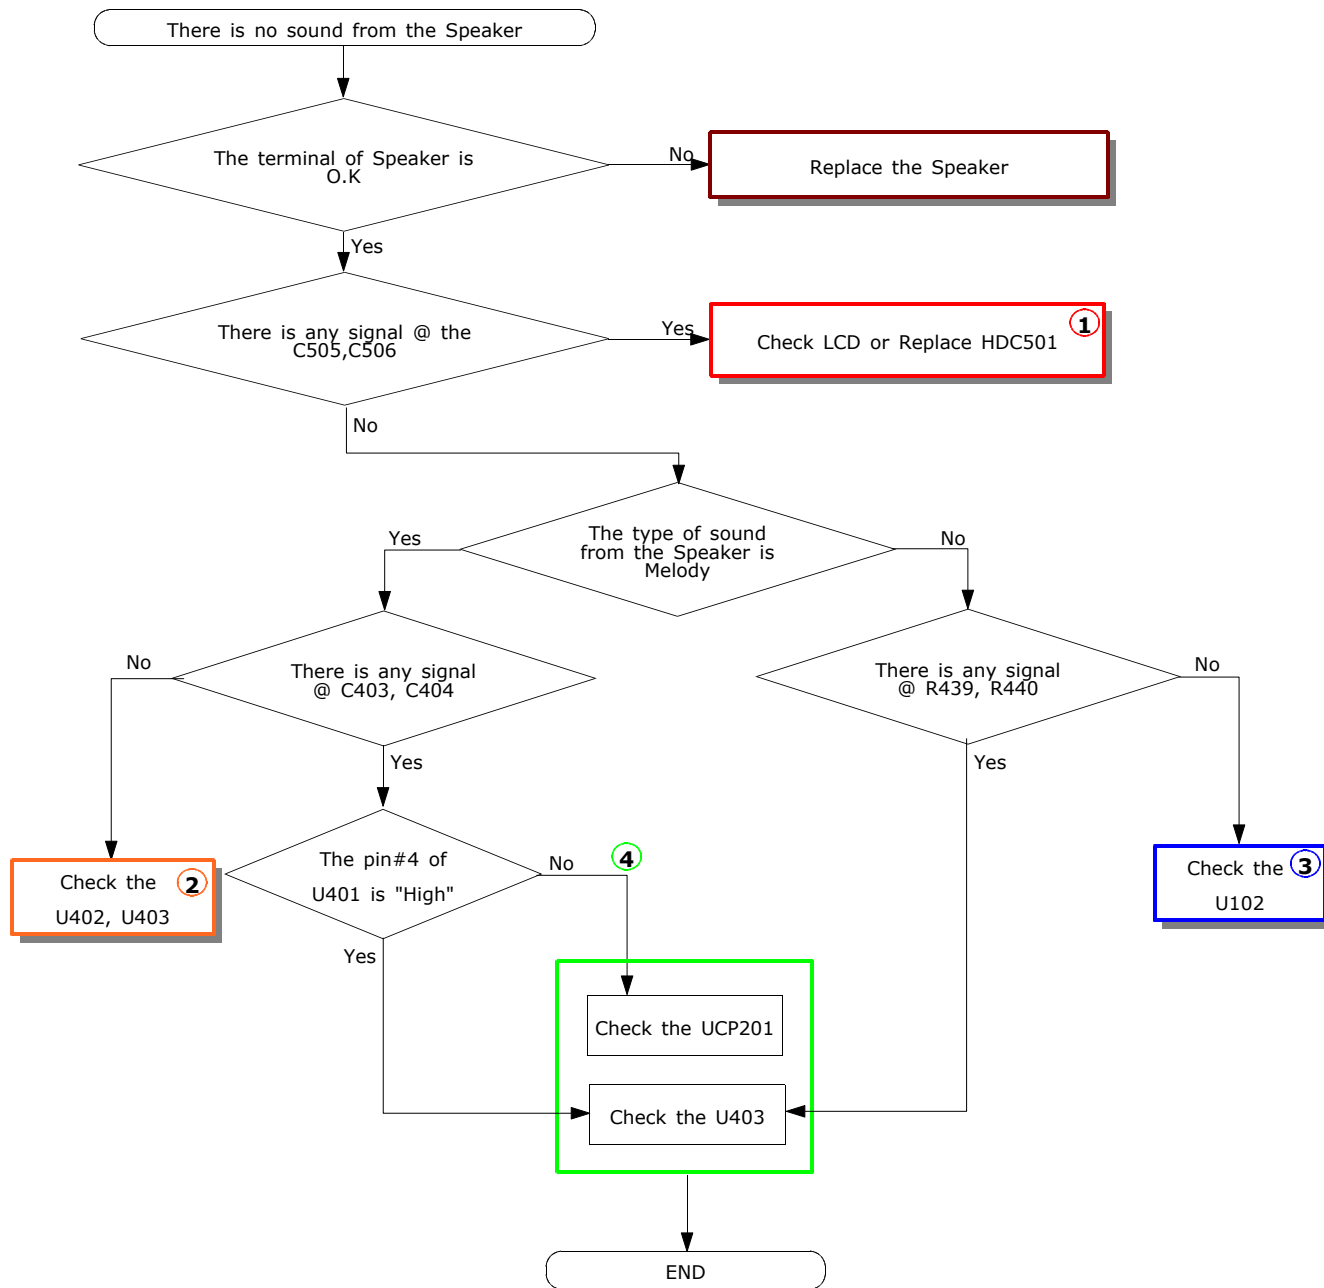 There is no sound from the Speaker
The terminal of Speaker is
O.K
No
Replace the Speaker
Yes
There is any signal @ the
C505,C506
Yes
1
Check LCD or Replace HDC501
No
The type of sound
from the Speaker is
Melody
Yes
No
There is any signal
@ C403, C404
No
There is any signal
@ R439, R440
No
Yes
Yes
The pin#4 of
U401 is "High"
No
4
Check the
2
U402, U403
Check the
3
U102
Yes
Check the UCP201
Check the U403
END